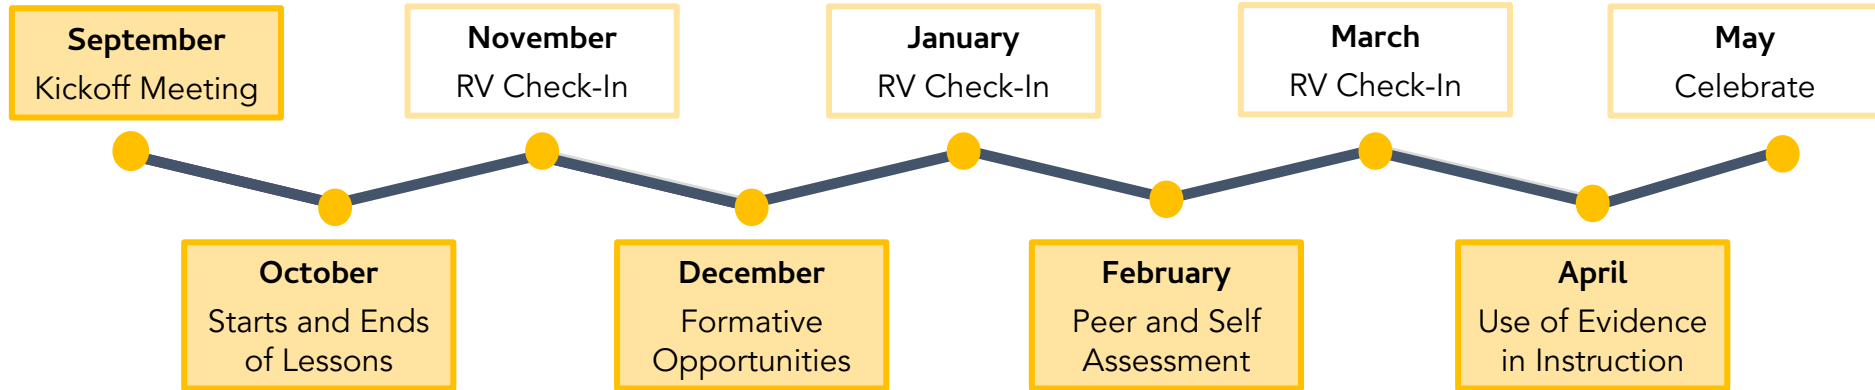 September
Kickoff Meeting
November
RV Check-In
January
RV Check-In
March
RV Check-In
May
Celebrate
October
Starts and Ends
of Lessons
December
Formative
Opportunities
February
Peer and Self
Assessment
April
Use of Evidence
in Instruction